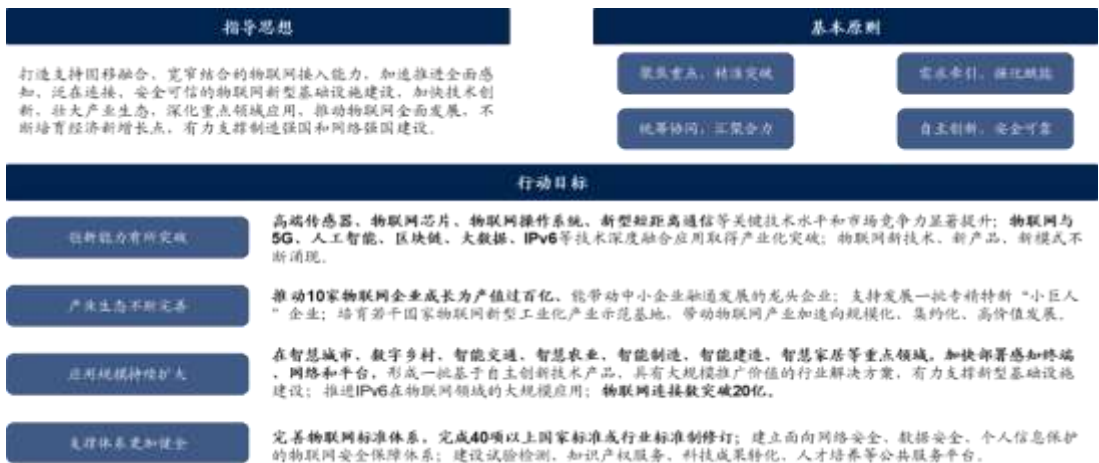 指导思想
打造支持固移融合、宽窄结合的物联网接入能力，加速推进全面感
知、泛在连接、安全可信的物联网新型基础设施建设，加快技术创
新，壮大产业生态，深化重点领域应用，推动物联网全面发展，不
断培育经济新增长点，有力支撑制造强国和网络强国建设。
基本原则
聚焦重点，精准突破
需求牵引，强化赋能
统筹协同，汇聚合力
自主创新，安全可靠
行动目标
创新能力有所突破
高端传感器、物联网芯片、物联网操作系统、新型短距离通信等关键技术水平和市场竞争力显著提升；物联网与
5G、人工智能、区块链、大数据、IPv6等技术深度融合应用取得产业化突破；物联网新技术、新产品、新模式不
断涌现。
产业生态不断完善
推动10家物联网企业成长为产值过百亿、能带动中小企业融通发展的龙头企业；支持发展一批专精特新“小巨人
”企业；培育若干国家物联网新型工业化产业示范基地，带动物联网产业加速向规模化、集约化、高价值发展。
应用规模持续扩大
在智慧城市、数字乡村、智能交通、智慧农业、智能制造、智能建造、智慧家居等重点领域，加快部署感知终端
、网络和平台，形成一批基于自主创新技术产品、具有大规模推广价值的行业解决方案，有力支撑新型基础设施
建设；推进IPv6在物联网领域的大规模应用；物联网连接数突破20亿。
支撑体系更加健全
完善物联网标准体系，完成40项以上国家标准或行业标准制修订；建立面向网络安全、数据安全、个人信息保护
的物联网安全保障体系；建设试验检测、知识产权服务、科技成果转化、人才培养等公共服务平台。